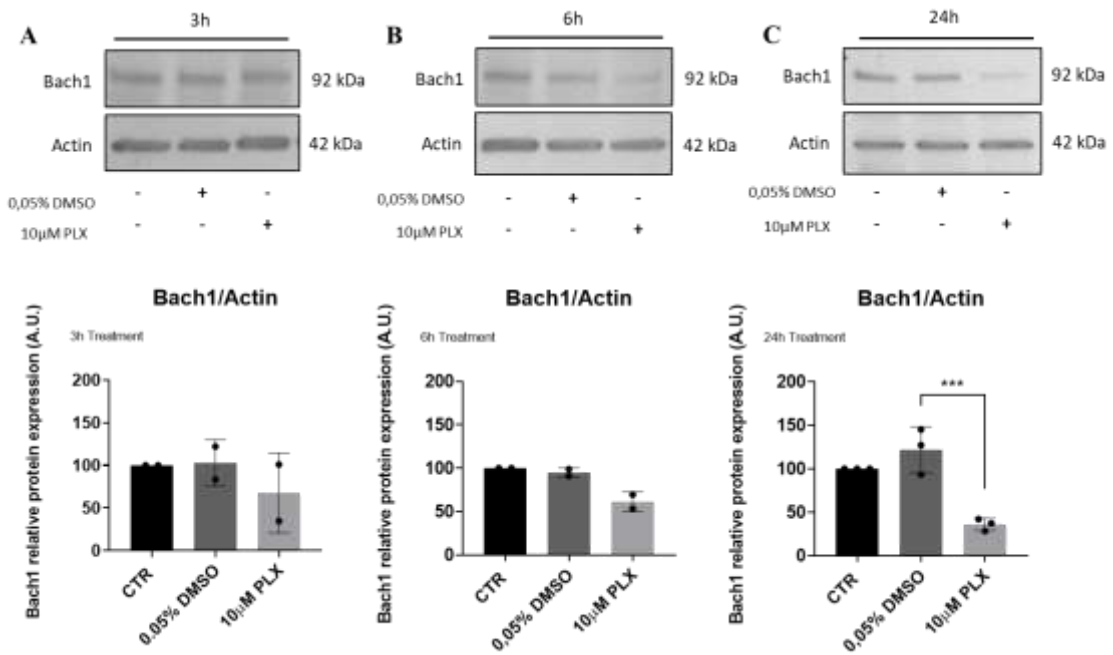 A
3h
Bach1
92 kDa
Actin
42 kDa
0,05% DMSO - + -
10µM PLX - - +
B
6h
Bach1
92 kDa
Actin
42 kDa
0,05% DMSO - + -
10µM PLX - - +
C
24h
Bach1
92 kDa
Actin
42 kDa
0,05% DMSO - + -
10µM PLX - - +
Bach1/Actin
3h Treatment
Bach1 relative protein expression (A.U.)
200
150
100
50
0
CTR
0.05% DMSO
10µM PLX
Bach1/Actin
6h Treatment
Bach1 relative protein expression (A.U.)
200
150
100
50
0
CTR
0,05% DMSO
10µM PLX
Bach1/Actin
24h Treatment
Bach1 relative protein expression (A.U.)
200
150
100
50
0
***
CTR
0,05% DMSO
10µM PLX